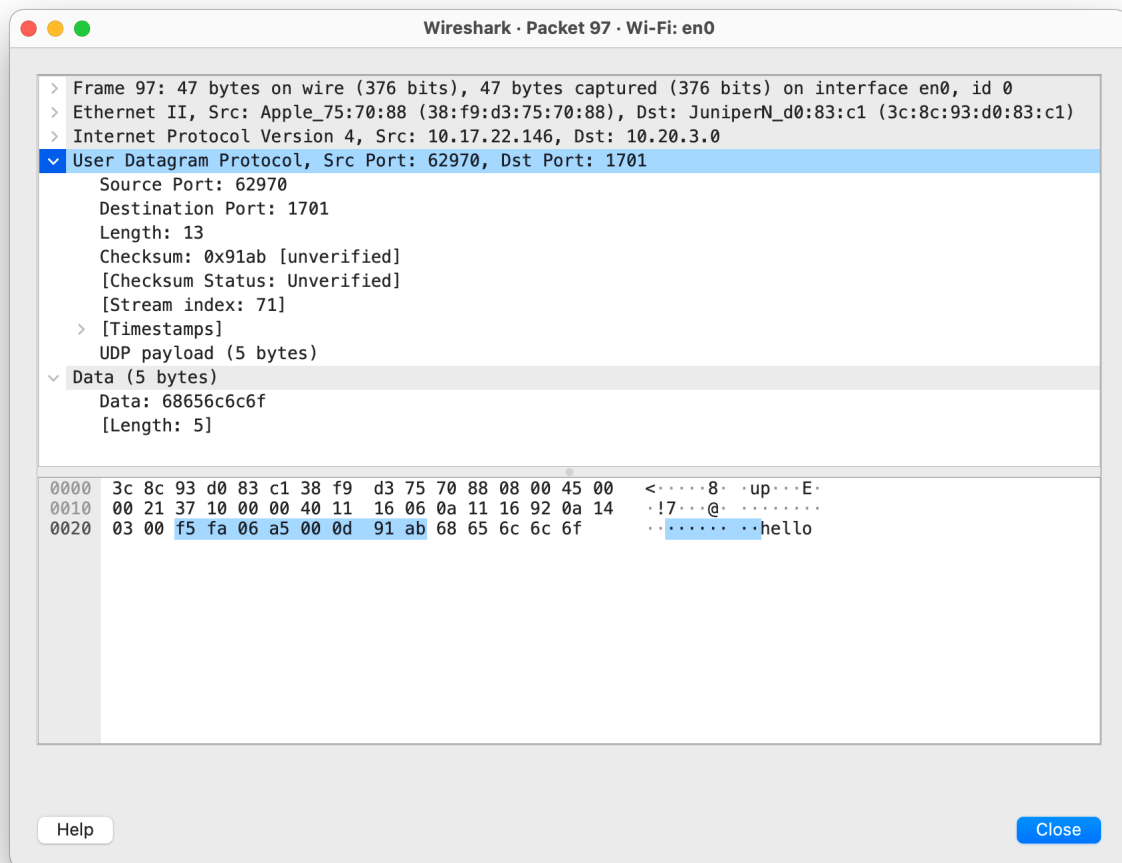 Wireshark · Packet 97 · Wi-Fi: en0
Frame 97: 47 bytes on wire (376 bits), 47 bytes captured (376 bits) on interface en0, id 0
Ethernet II, Src: Apple_75:70:88 (38:f9:d3:75:70:88), Dst: JuniperN_d0:83:c1 (3c:8c:93:d0:83:c1)
Internet Protocol Version 4, Src: 10.17.22.146, Dst: 10.20.3.0
User Datagram Protocol, Src Port: 62970, Dst Port: 1701
Source Port: 62970
Destination Port: 1701
Length: 13
Checksum: 0x91ab [unverified]
[Checksum Status: Unverified]
[Stream index: 71]
[Timestamps]
UDP payload (5 bytes)
Data (5 bytes)
Data: 68656c6c6f
[Length: 5]
0000 3c 8c 93 d0 83 c1 38 f9 d3 75 70 88 08 00 45 00 <·····8· ·up···E·
0010 00 21 37 10 00 00 40 11 16 06 0a 11 16 92 0a 14 ·!7···@· ········
0020 03 00 f5 fa 06 a5 00 0d 91 ab 68 65 6c 6c 6f ········ ··hello
Help Close